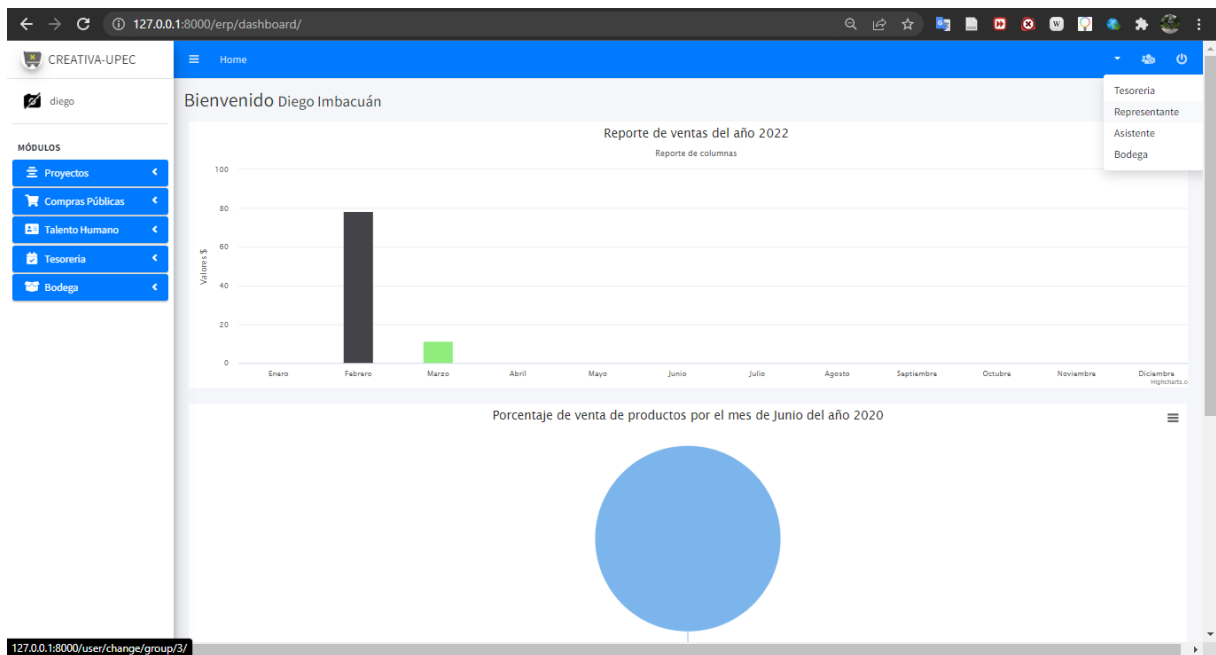 127.0.0.1:8000/erp/dashboard/
CREATIVA-UPEC
Home
diego
Bienvenido Diego Imbacuán
Tesoreria
Representante
Asistente
Bodega
MÓDULOS
Proyectos
Compras Públicas
Talento Humano
Tesoreria
Bodega
Reporte de ventas del año 2022
Reporte de columnas
Valores $
100
80
60
40
20
0
Enero Febrero Marzo Abril Mayo Junio Julio Agosto Septiembre Octubre Noviembre Diciembre
Highcharts.c
Porcentaje de venta de productos por el mes de Junio del año 2020
127.0.0.1:8000/user/change/group/3/